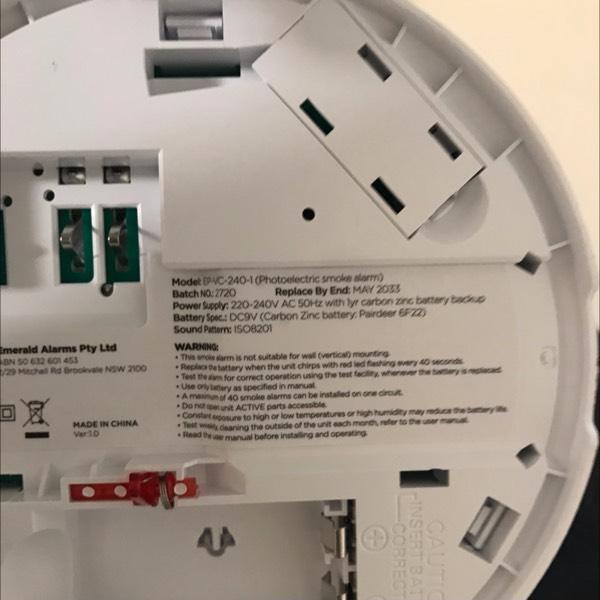 Model: EP-VC-240-1 (Photoelectric smoke alarm)
Batch NO.: 2720 Replace By End: MAY 2033
Power Supply: 220-240V AC 50Hz with 1yr carbon zinc battery backup
Battery Spec.: DC9V (Carbon Zinc battery: Pairdeer 6F22)
Sound Pattern: ISO8201
Emerald Alarms Pty Ltd
ABN 50 632 601 453
/29 Mitchell Rd Brookvale NSW 2100
MADE IN CHINA
Ver:1.0
WARNING:
• This smoke alarm is not suitable for wall (vertical) mounting.
• Replace the battery when the unit chirps with red led flashing every 40 seconds.
• Test the alarm for correct operation using the test facility, whenever the battery is replaced.
• Use only battery as specified in manual.
• A maximum of 40 smoke alarms can be installed on one circuit.
• Do not open unit ACTIVE parts accessible.
• Constant exposure to high or low temperatures or high humidity may reduce the battery life.
• Test weekly, cleaning the outside of the unit each month, refer to the user manual.
• Read the user manual before installing and operating.
CAUTIO
INSERT BAT
CORRECT